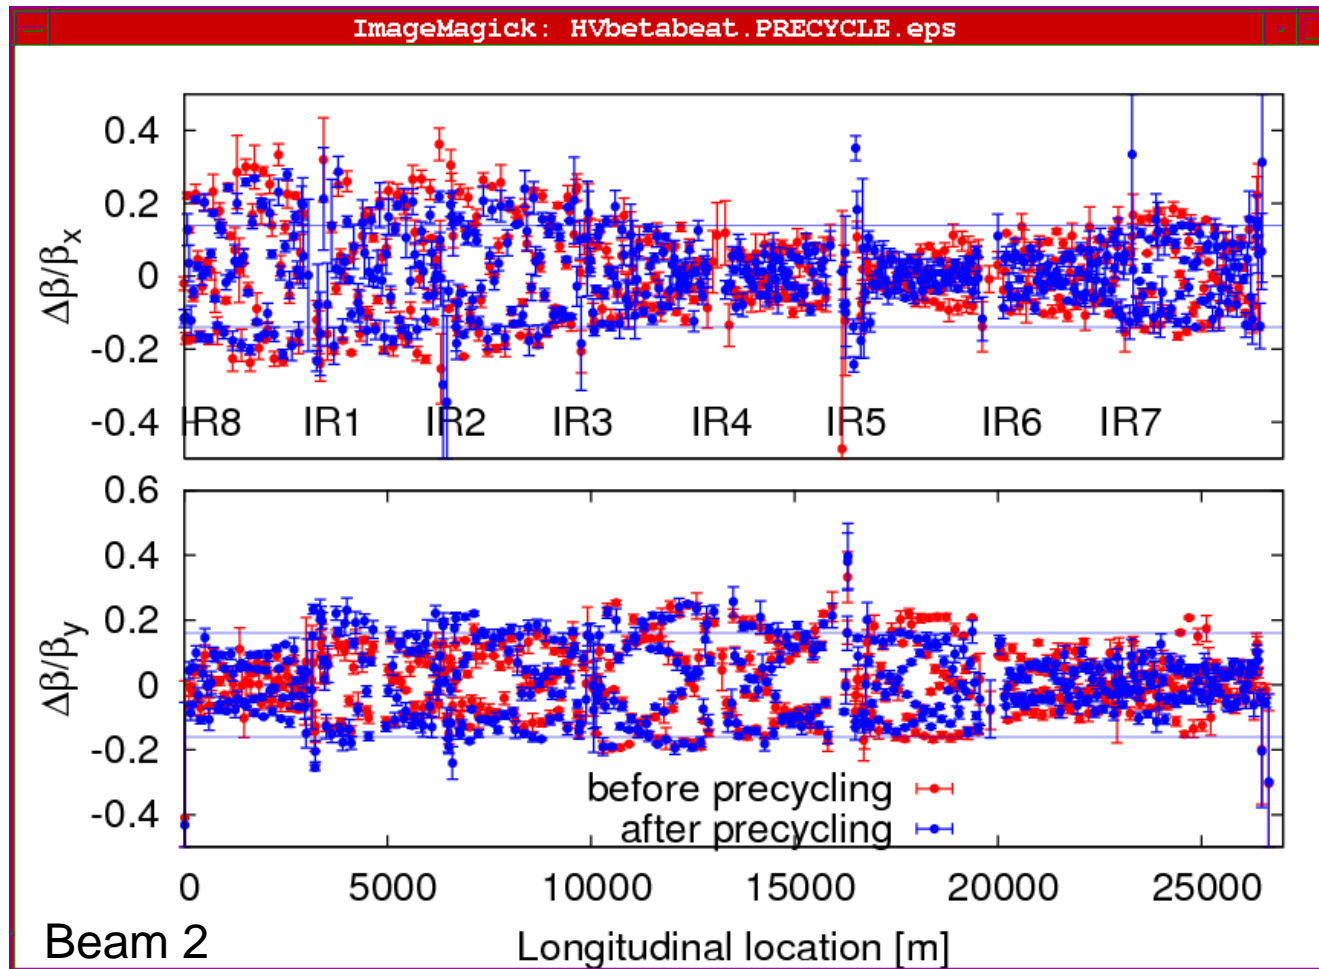 ImageMagick: HVbetabeat.PRECYCLE.eps
0.4
0.2
0
-0.2
-0.4
Δβ/βx
IR8 IR1 IR2 IR3 IR4 IR5 IR6 IR7
0.6
0.4
0.2
0
-0.2
-0.4
Δβ/βy
before precycling
after precycling
0 5000 10000 15000 20000 25000
Beam 2
Longitudinal location [m]